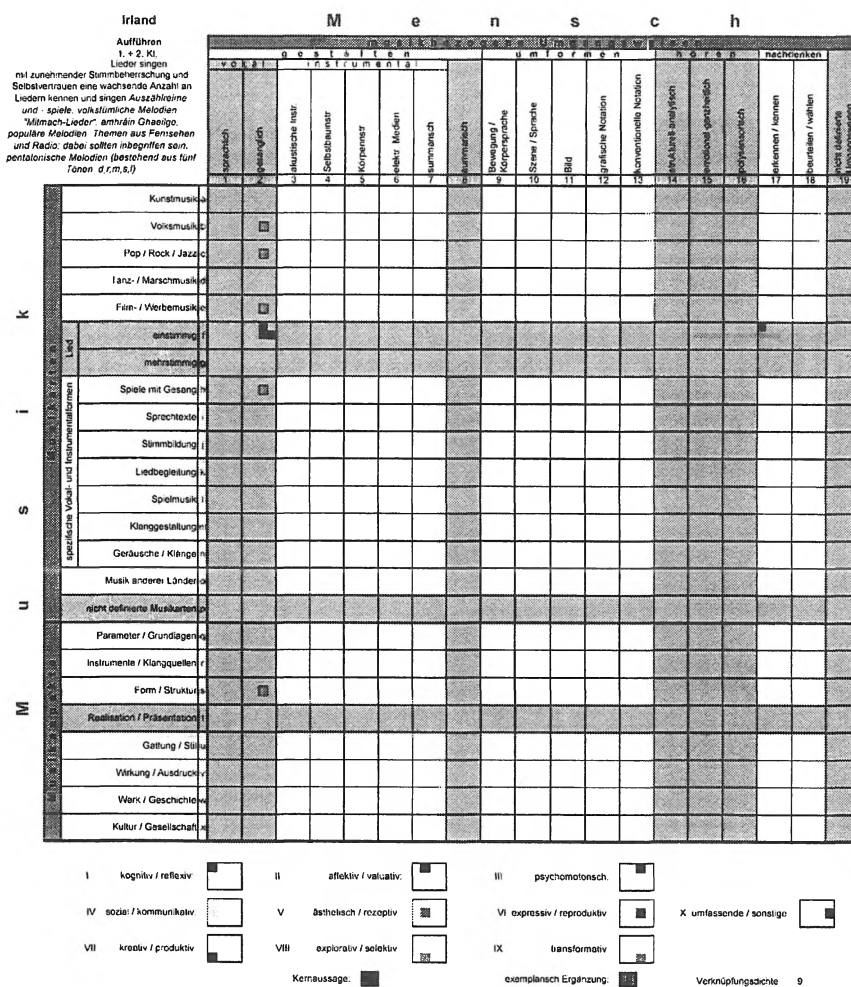 Irland
M e n s c h
Aufführen
1. + 2. Kl.
Lieder singen
mit zunehmender Stimmbeherrschung und
Selbstvertrauen eine wachsende Anzahl an
Liedern kennen und singen Auszählreime
und - spiele, volkstümliche Melodien
"Mitmach-Lieder" amhráin Ghaeilge,
populäre Melodien Themen aus Fernsehen
und Radio; dabei sollten inbegriffen sein.
pentatonische Melodien (bestehend aus fünf
Tönen d,r,m,s,l)
g e s t a l t e n
u m f o r m e n
h ö r e n
nachdenken
v o k a l
i n s t r u m e n t a l
sprachlich
gesanglich
akustische Instr.
Selbstbauinstr
Körperinstr
elektr Medien
summarisch
summarisch
Bewegung /
Körpersprache
Szene / Sprache
Bild
grafische Notation
konventionelle Notation
strukturell-analytisch
emotional-ganzheitlich
polysensorisch
erkennen / kennen
beurteilen / wählen
nicht definierte
Umgangsweisen
1 2 3 4 5 6 7 8 9 10 11 12 13 14 15 16 17 18 19
M u s i k
Kunstmusik a
Volksmusik b
Pop / Rock / Jazz c
Tanz- / Marschmusik d
Film- / Werbemusik e
Lied
einstimmig f
mehrstimmig g
spezifische Vokal- und Instrumentalformen
Spiele mit Gesang h
Sprechtexte i
Stimmbildung j
Liedbegleitung k
Spielmusik l
Klanggestaltung m
Geräusche / Klänge n
Musik anderer Länder o
nicht definierte Musikarten p
Parameter / Grundlagen q
Instrumente / Klangquellen r
Form / Struktur s
Realisation / Präsentation t
Gattung / Stil u
Wirkung / Ausdruck v
Werk / Geschichte w
Kultur / Gesellschaft x
I kognitiv / reflexiv: II affektiv / valuativ: III psychomotorisch.
IV sozial / kommunikativ: V ästhetisch / rezeptiv VI expressiv / reproduktiv X umfassende / sonstige
VII kreativ / produktiv VIII explorativ / selektiv IX transformativ
Kernaussage: exemplarisch Ergänzung: Verknüpfungsdichte 9